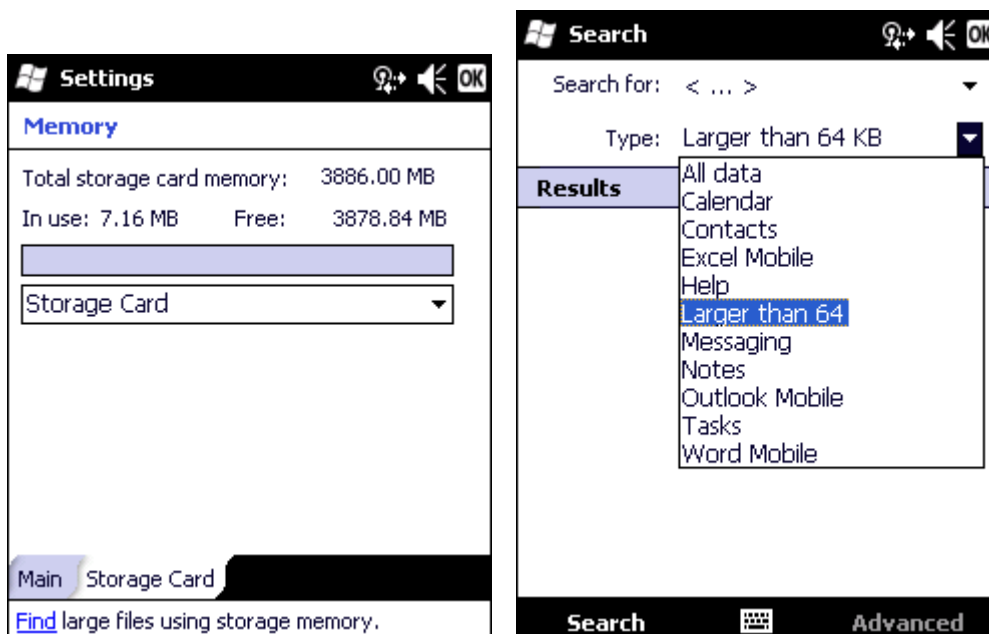 Settings
OK
Memory
Total storage card memory: 3886.00 MB
In use: 7.16 MB Free: 3878.84 MB
Storage Card
Main Storage Card
Find large files using storage memory.
Search
OK
Search for: < ... >
Type: Larger than 64 KB
Results
All data
Calendar
Contacts
Excel Mobile
Help
Larger than 64
Messaging
Notes
Outlook Mobile
Tasks
Word Mobile
Search Advanced